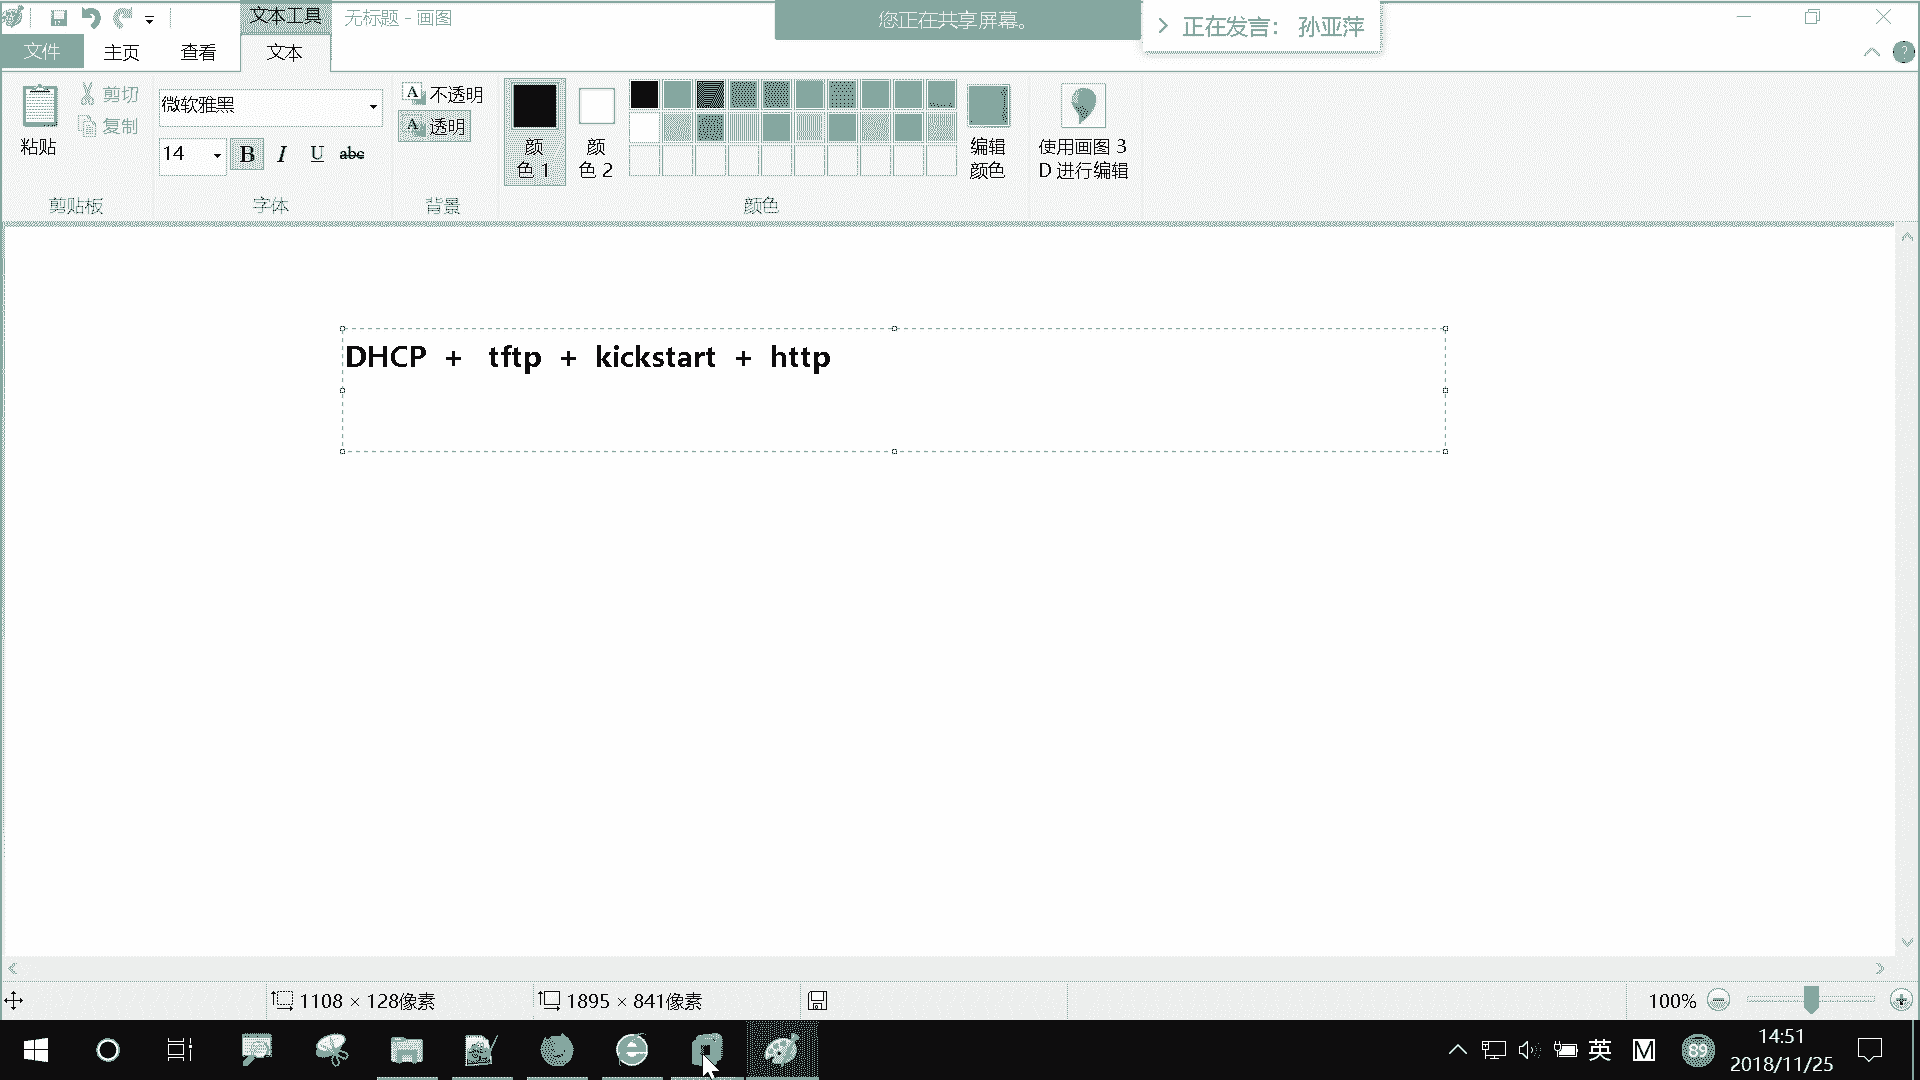 文本工具
无标题 - 画图
您正在共享屏幕。
正在发言： 孙亚萍
文件
主页
查看
文本
?
粘贴
剪切
复制
剪贴板
微软雅黑
14
B I U abc
字体
A 不透明
A 透明
背景
颜
色 1
颜
色 2
颜色
编辑
颜色
使用画图 3
D 进行编辑
DHCP + tftp + kickstart + http
1108 × 128像素
1895 × 841像素
100%
英
M
89
14:51
2018/11/25